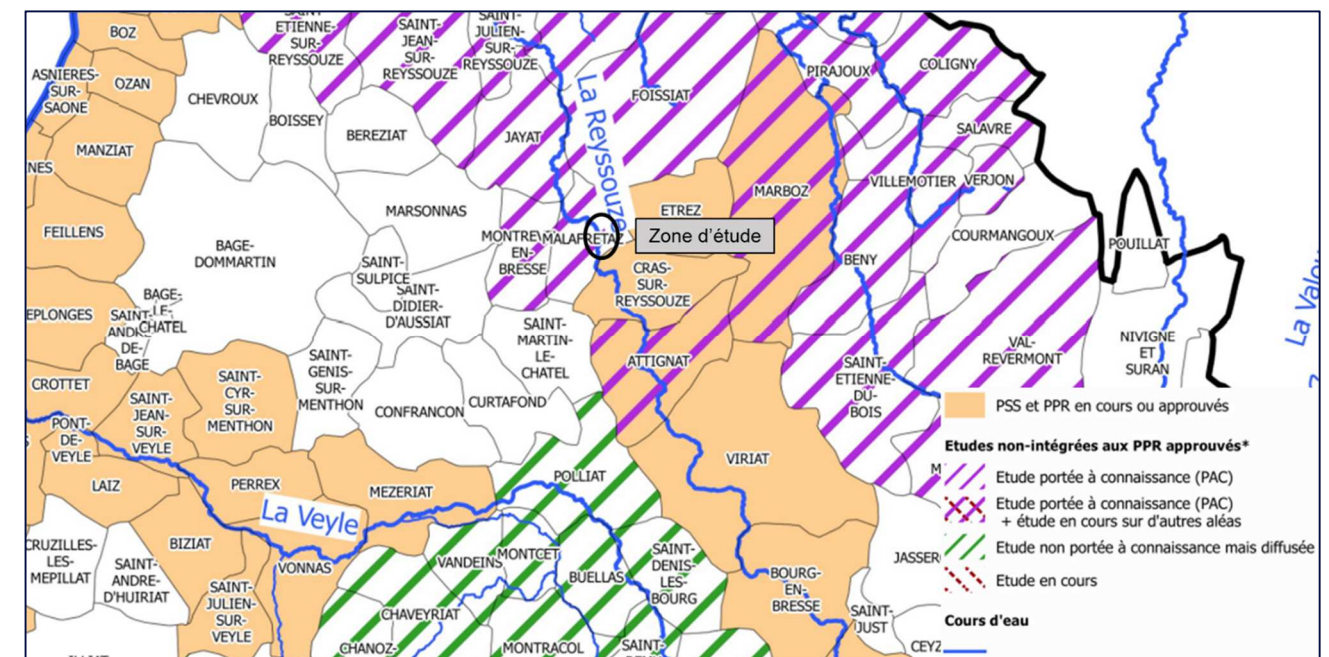 BOZ
ETIENNE-
SUR-
REYSSOUZE
SAINT-
JEAN-
SUR-
REYSSOUZE
SAINT-
JULIEN-
SUR-
REYSSOUZE
ASNIERES-
SUR-
SAONE
OZAN
CHEVROUX
BOISSEY
BEREZIAT
JAYAT
La Reyssouze
FOISSIAT
PIRAJOUX
COLIGNY
SALAVRE
MANZIAT
NES
MARSONNAS
ETREZ
MARBOZ
VILLEMOTIER
VERJON
FEILLENS
BAGE-
DOMMARTIN
SAINT-
SULPICE
MONTREV
EN-
BRESSE
MALAFRETAZ
Zone d'étude
BENY
COURMANGOUX
POUILLAT
CRAS-
SUR-
REYSSOUZE
SAINT-
DIDIER-
D'AUSSIAT
EPLONGES
BAGE-
LE-
CHATEL
SAINT-
ANDRE-
DE-
BAGE
SAINT-
MARTIN-
LE-
CHATEL
La Valou
NIVIGNE
ET
SURAN
VAL-
REVERMONT
ATTIGNAT
SAINT-
ETIENNE-
DU-
BOIS
CROTTET
SAINT-
CYR-
SUR-
MENTHON
SAINT-
GENIS-
SUR-
MENTHON
CONFRANCON
CURTAFOND
SAINT-
JEAN-
SUR-
VEYLE
PONT-
DE-
VEYLE
VIRIAT
POLLIAT
LAIZ
PERREX
MEZERIAT
La Veyle
CRUZILLES-
LES-
MEPILLAT
SAINT-
ANDRE-
D'HUIRIAT
BIZIAT
VONNAS
SAINT-
JULIEN-
SUR-
VEYLE
VANDEINS
MONTCET
BUELLAS
SAINT-
DENIS-
LES-
BOURG
BOURG-
EN-
BRESSE
JASSER
SAINT-
JUST
CEYZ
CHAVEYRIAT
CHANOZ-
MONTRACOL
SAINT-
PSS et PPR en cours ou approuvés
Etudes non-intégrées aux PPR approuvés*
Etude portée à connaissance (PAC)
Etude portée à connaissance (PAC)
+ étude en cours sur d'autres aléas
Etude non portée à connaissance mais diffusée
Etude en cours
Cours d'eau